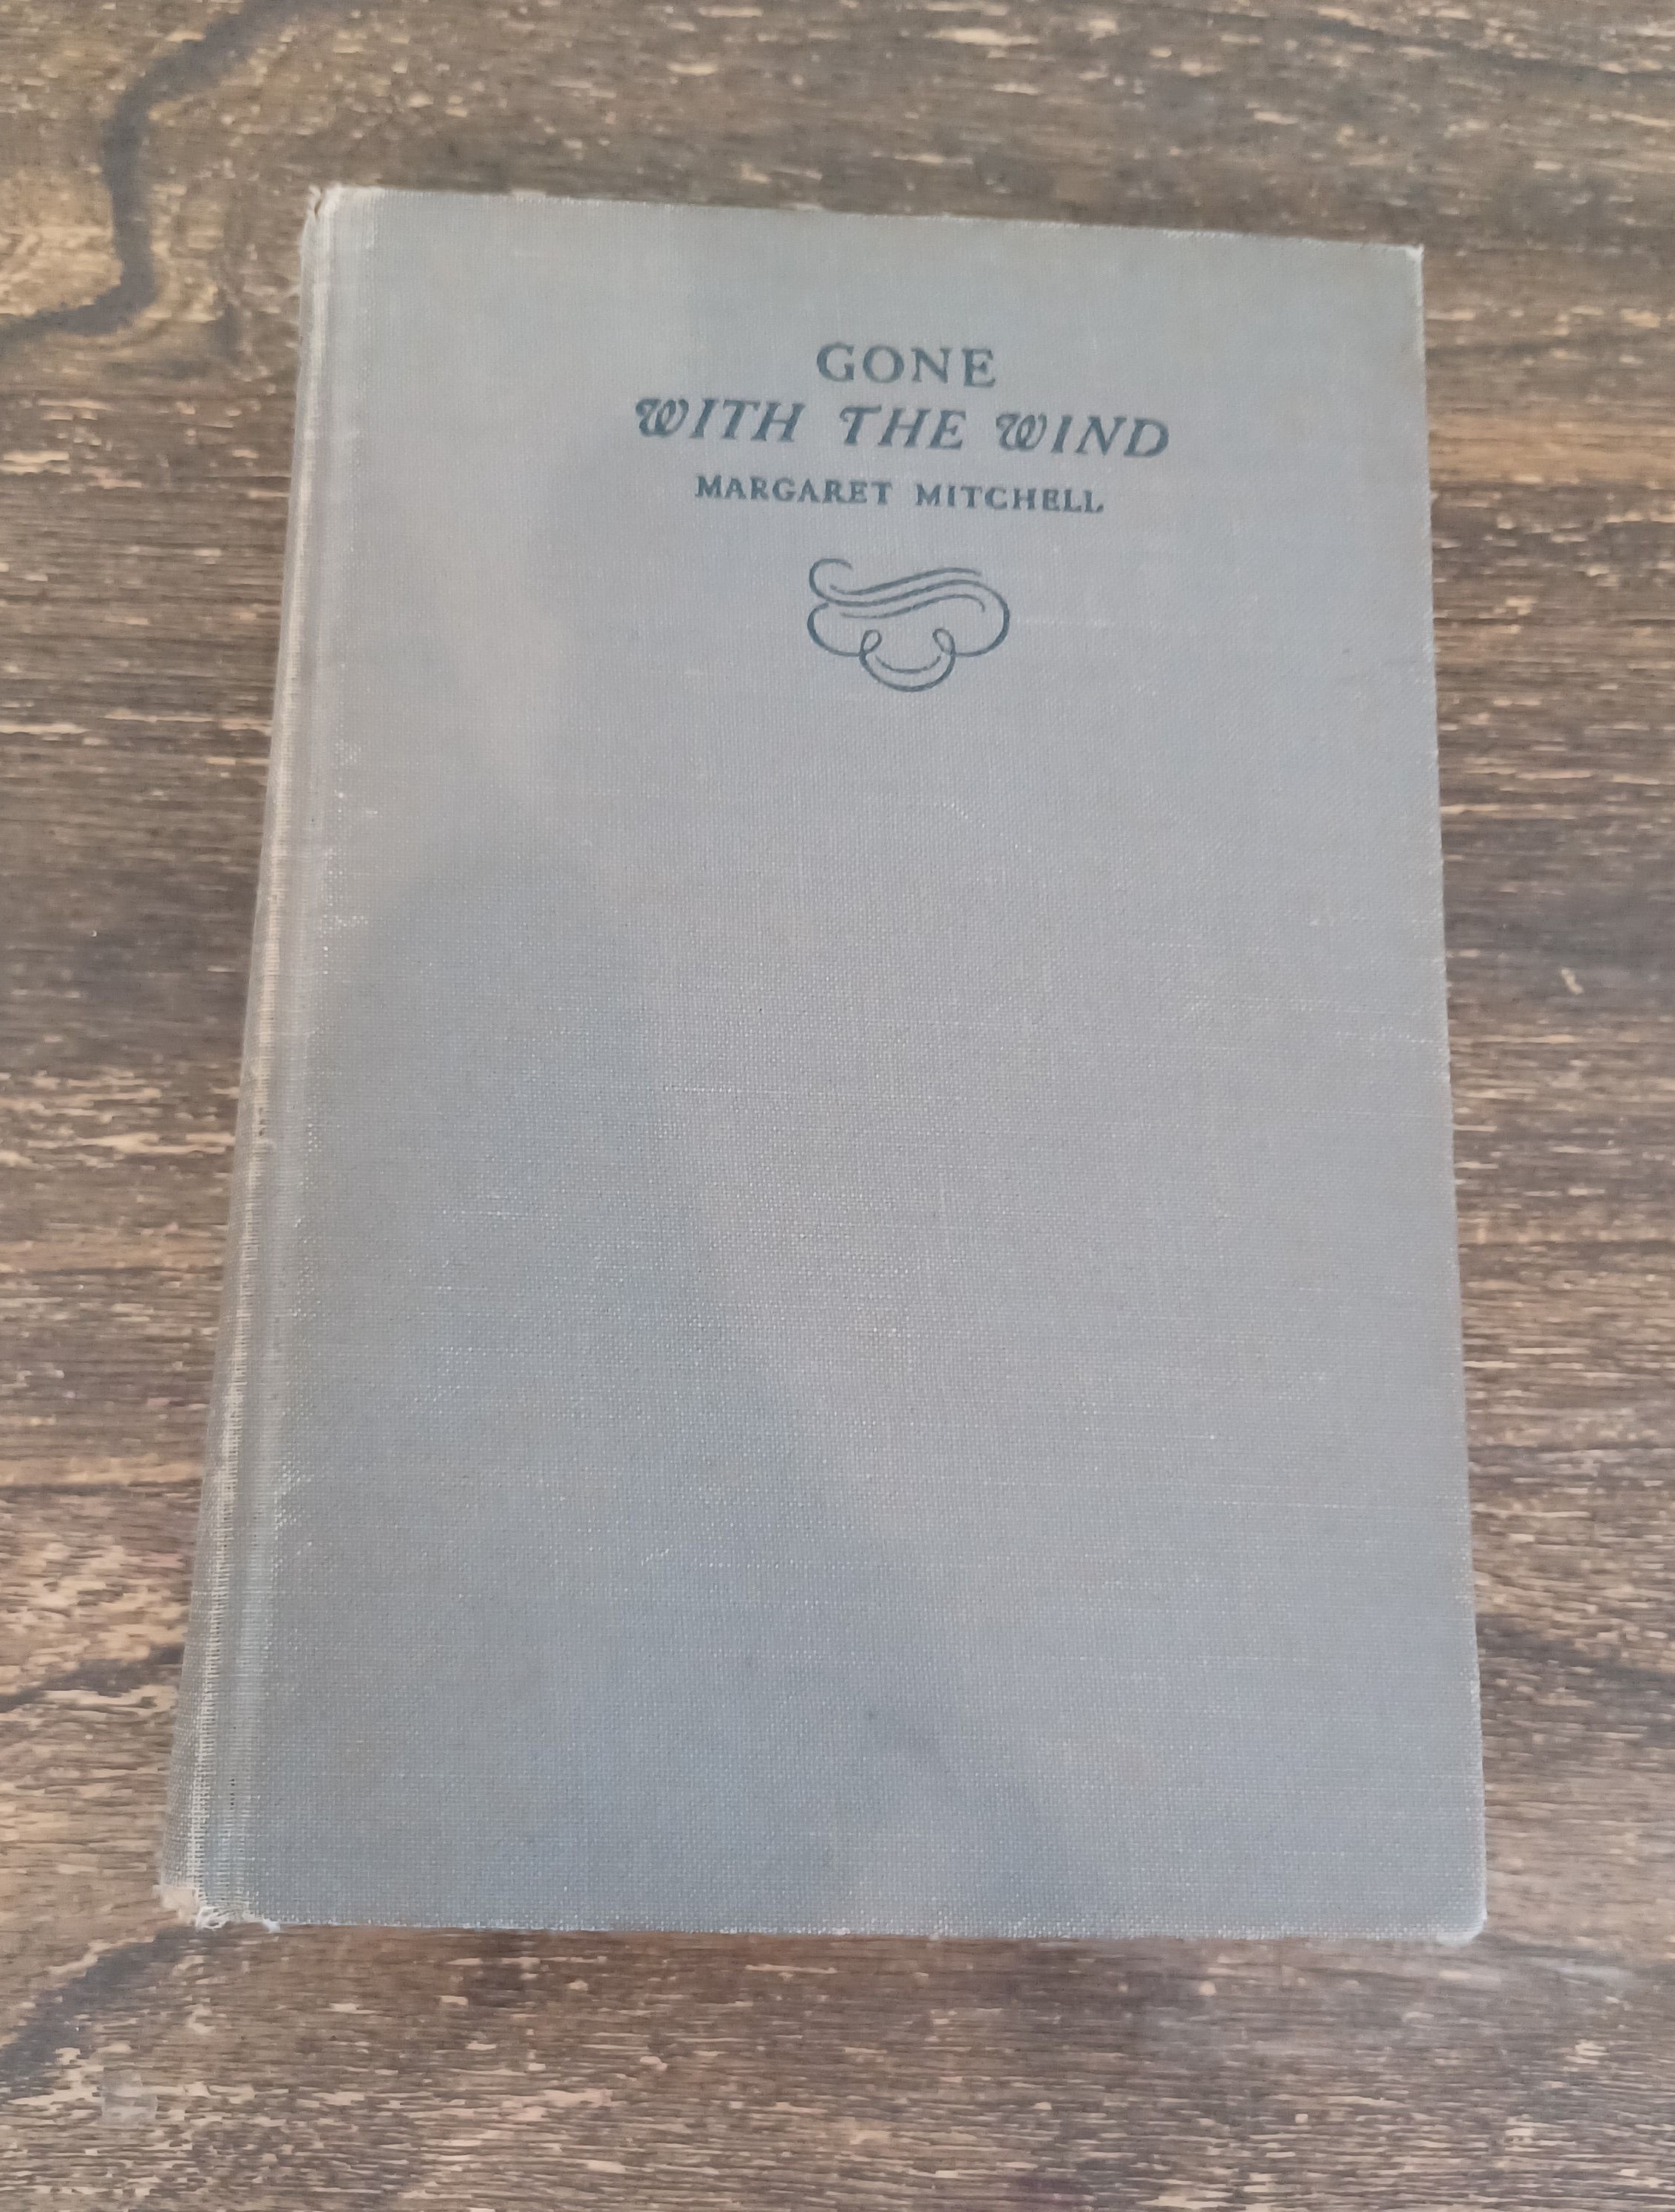 GONE
WITH THE WIND
MARGARET MITCHELL